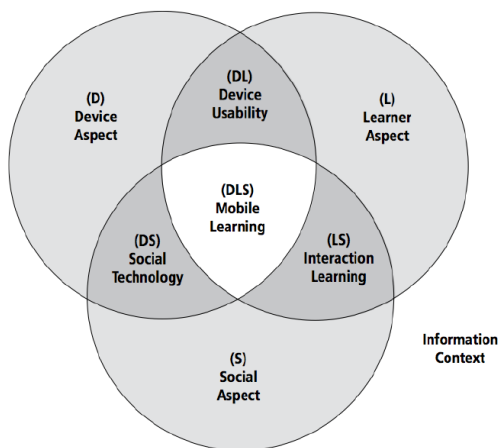 (D)
Device
Aspect
(DL)
Device
Usability
(L)
Learner
Aspect
(DLS)
Mobile
Learning
(DS)
Social
Technology
(LS)
Interaction
Learning
(S)
Social
Aspect
Information
Context